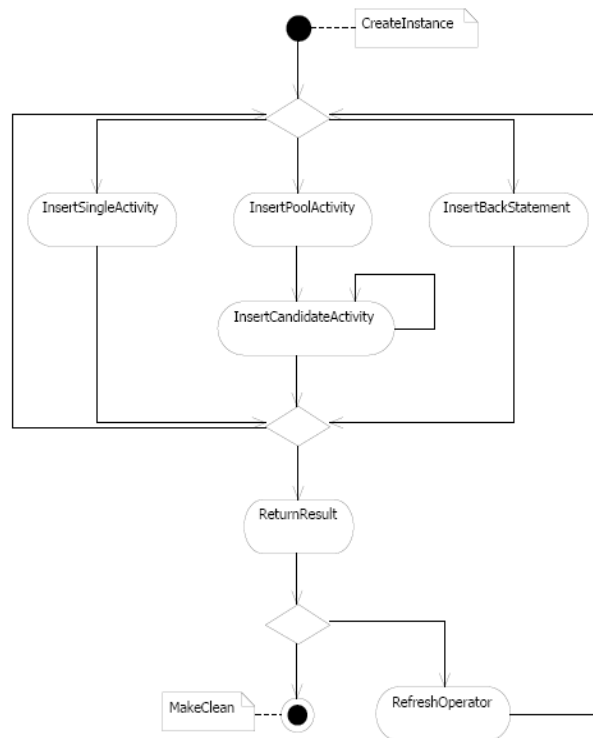 CreateInstance
InsertSingleActivity
InsertPoolActivity
InsertBackStatement
InsertCandidateActivity
ReturnResult
MakeClean
RefreshOperator